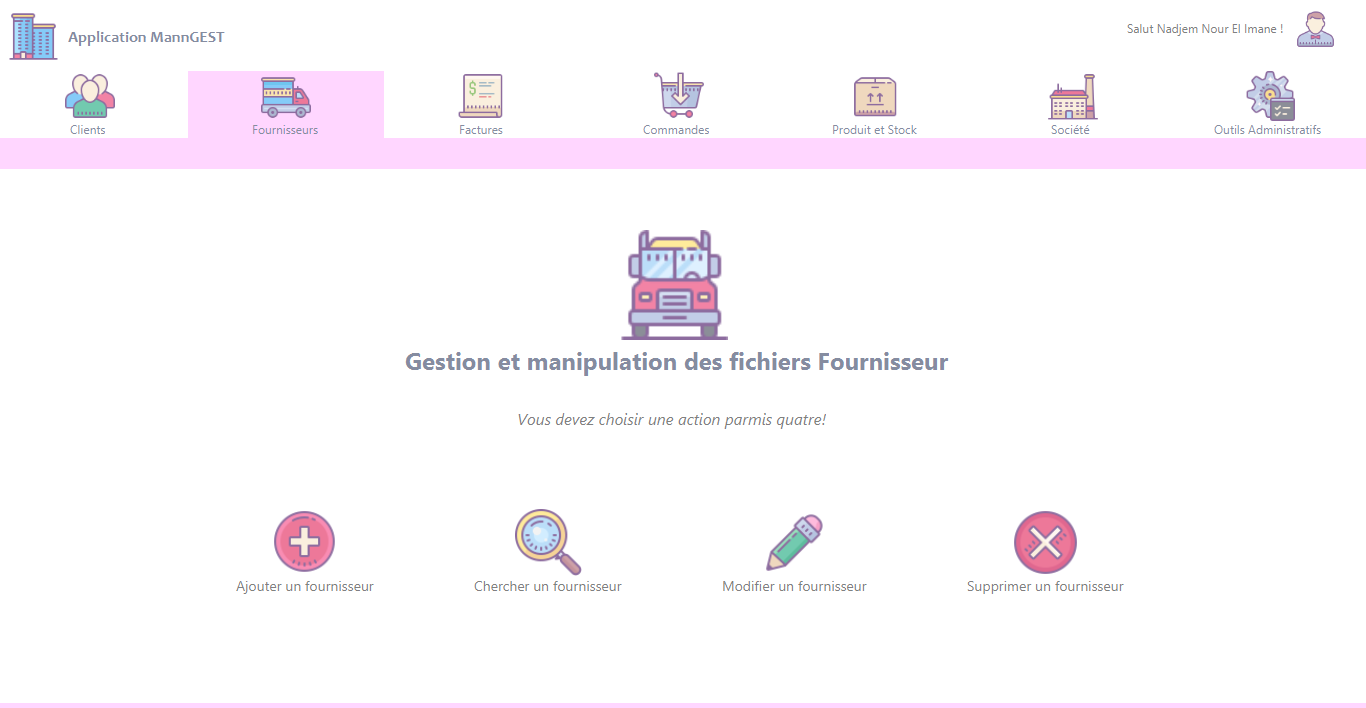 Application MannGEST
Salut Nadjem Nour El Imane !
Clients
Fournisseurs
Factures
Commandes
Produit et Stock
Société
Outils Administratifs
Gestion et manipulation des fichiers Fournisseur
Vous devez choisir une action parmis quatre!
Ajouter un fournisseur
Chercher un fournisseur
Modifier un fournisseur
Supprimer un fournisseur